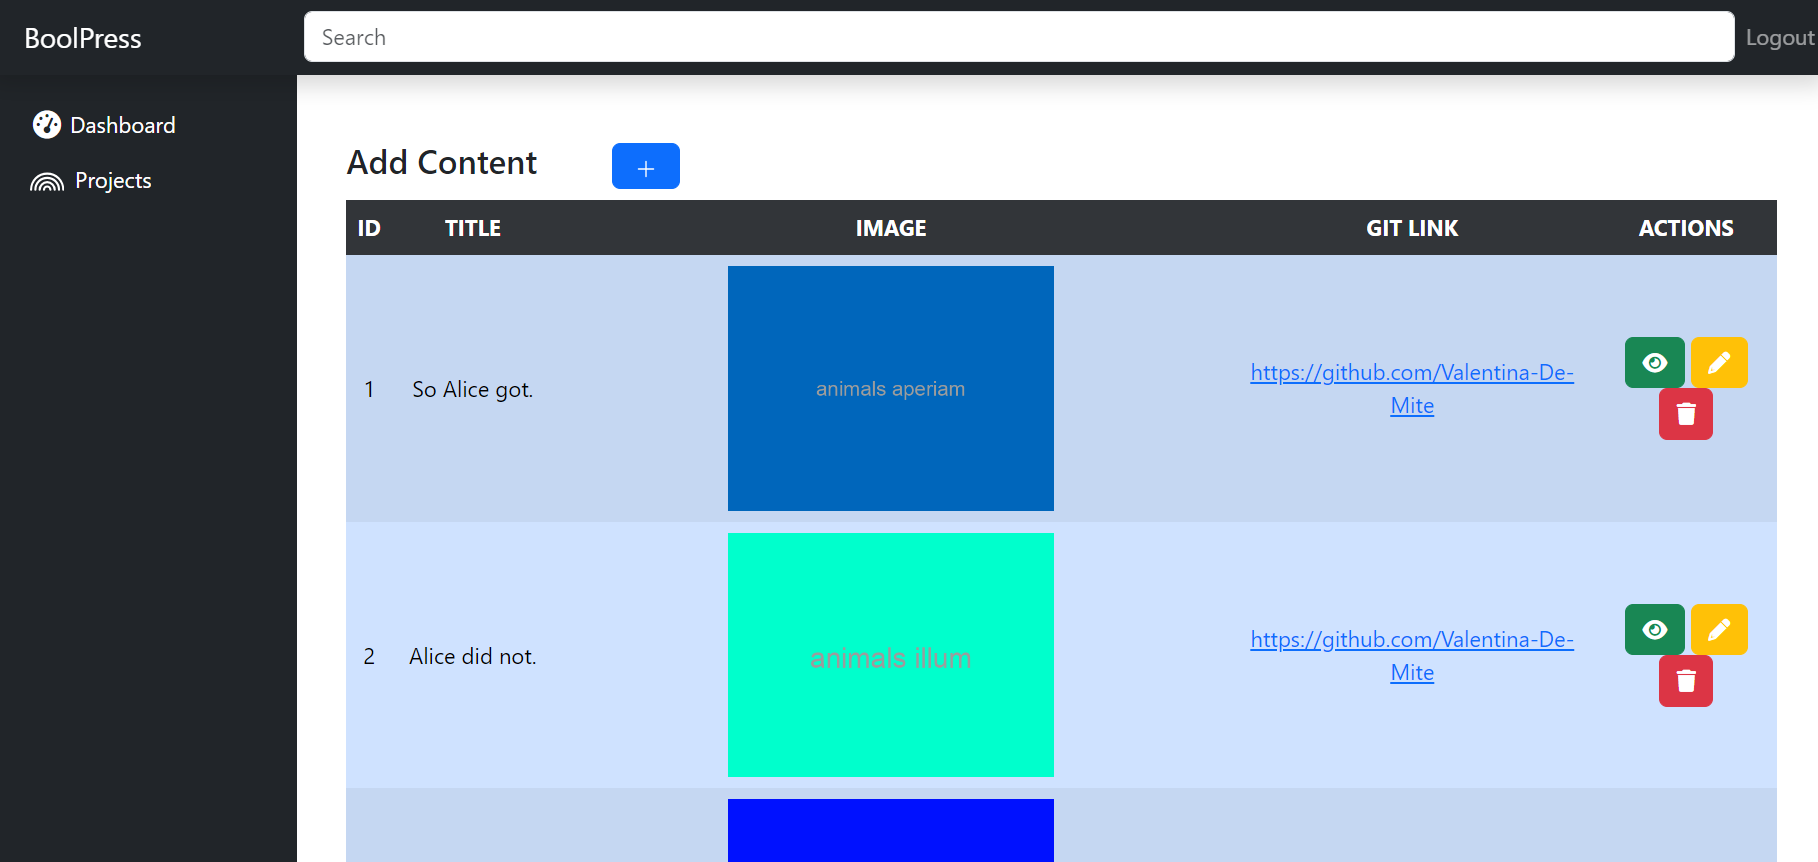 BoolPress
Search
Logout
Dashboard
Projects
Add Content
+
ID TITLE IMAGE GIT LINK ACTIONS
1 So Alice got. animals aperiam https://github.com/Valentina-De-
Mite
2 Alice did not. animals illum https://github.com/Valentina-De-
Mite